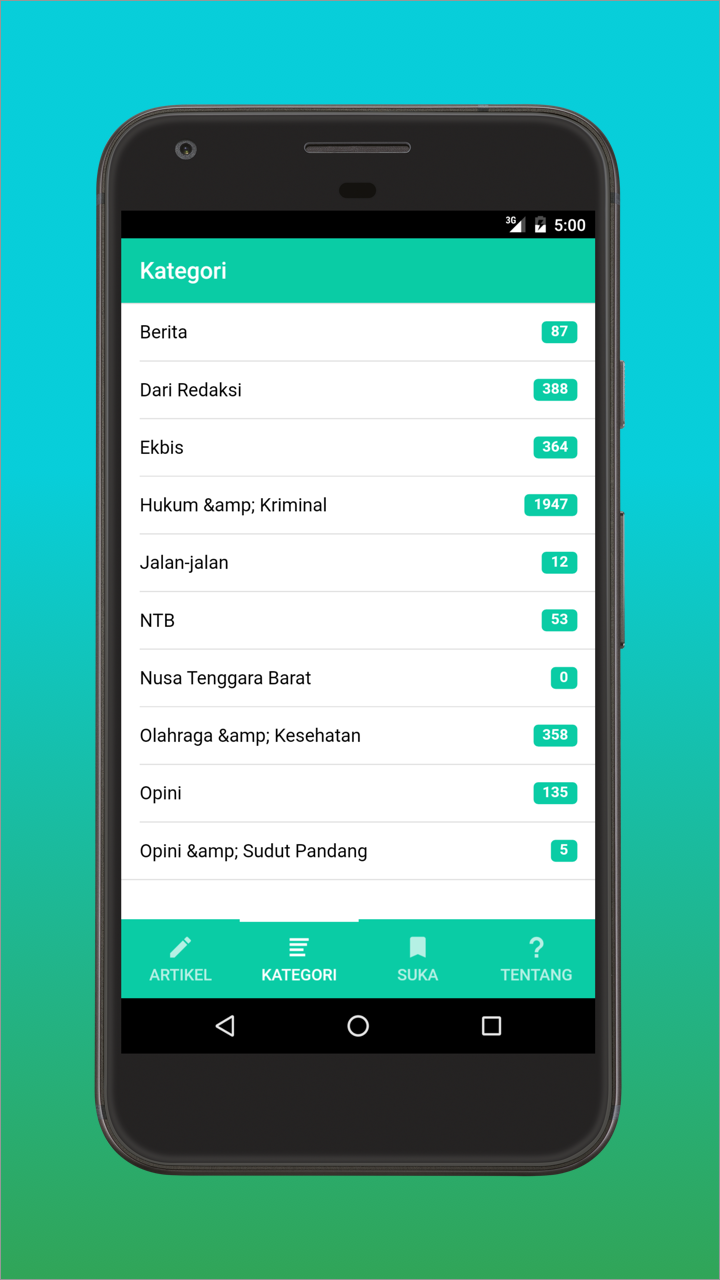 3G 5:00
Kategori
Berita 87
Dari Redaksi 388
Ekbis 364
Hukum &amp; Kriminal 1947
Jalan-jalan 12
NTB 53
Nusa Tenggara Barat 0
Olahraga &amp; Kesehatan 358
Opini 135
Opini &amp; Sudut Pandang 5
ARTIKEL KATEGORI SUKA TENTANG